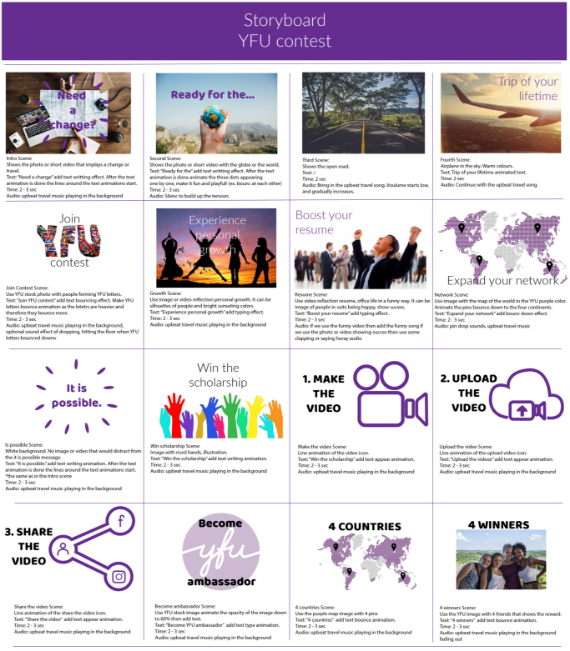 Storyboard
YFU contest
Need
a
change?
Intro Scene:
Shows the photo or short video that implays a change or
travel.
Text: "Need a change" add text writting effect. After the text
animation is done the lines around the text animations start.
Time: 2 - 3 sec
Audio: upbeat travel music playing in the background
Ready for the...
Second Scene
Shows the photo or short video with the globe or the world.
Text: "Ready for the" add text writting effect. After the text
animation is done animate the three dots appearing
one by one, make it fun and playfull (ex. bouns at each other)
Time: 2 - 3 sec
Audio: Silanc to build up the tension.
Third Scene:
Shows the open road.
Text: /
Time: 2 sec
Audio: Bring in the upbeat travel song. Voulume starts low,
and gradually increaces.
Trip of your
lifetime
Fourth Scene:
Airplane in the sky. Warm colours.
Text: Trip of your lifetime animated text.
Time: 2 sec
Audio: Continue with the upbeat travel song.
Join
YFU
contest
Join Contest Scene:
Use YFU stock photo with people forming YFU letters.
Text: "Join YFU contest" add text bouncing effect. Make YFU
letters bounce animation as the letets are heavier and
therefore they bounce more.
Time: 2 - 3 sec
Audio: upbeat travel music playing in the background,
optional sound effect of dropping, hitting the floor when YFU
letters bounced downw
Experience
personal
growth
Growth Scene:
Use image or video reflection personal growth. It can be
silhouettes of people and bright sunseting colors
Text: "Experience personal growth" add typing effect.
Time: 2 - 3 sec
Audio: upbeat travel music playing in the background
Boost your
resume
Resume Scene:
Use video reflection resume, office life in a funny way. It can be
image of people in suits being happy, show succes.
Text: "Boost your resume" add typing effect.
Time: 2 - 3 sec
Audio: If we use the funny video then add the funny song if
we use the photo or video showing succes then use some
clapping or saying huray audio
Expand your network
Network Scene:
Use image with the map of the world in the YFU purple color.
Animate the pins bounce down to the four continents.
Text: "Expand your network" add bounc down effect.
Time: 2 - 3 sec
Audio: pin drop sounds, upbeat travel music
It is
possible.
Is possible Scene:
White background. No image or video that would distract from
the it is possible message.
Text: "It is possible" add text writing animation. After the text
animation is done the lines around the text animations start.
*the same as in the intro scene
Time: 2 - 3 sec
Audio: upbeat travel music playing in the background
Win the
scholarship
Win scholarship Scene:
Image with rised hands, illustration.
Text: "Win the scholarship" add text writing animation.
Time: 2 - 3 sec
Audio: upbeat travel music playing in the background
1. MAKE
THE
VIDEO
Make the video Scene:
Line animation of the video icon.
Text: "Win the scholarship" add text appear animation.
Time: 2 - 3 sec
Audio: upbeat travel music playing in the background
2. UPLOAD
THE
VIDEO
Upload the video Scene:
Line animation of the upload video icon.
Text: "Upload the video" add text appear animation.
Time: 2 - 3 sec
Audio: upbeat travel music playing in the background
3. SHARE
THE
VIDEO
f
Share the video Scene:
Line animation of the share the video icon.
Text: "Share the video" add text appear animation.
Time: 2 - 3 sec
Audio: upbeat travel music playing in the background
Become
yfu
ambassador
Become ambasador Scene:
Use YFU stock image animate the opacity of the image down
to 60% then add text.
Text: "Become YFU ambassador" add text type animation.
Time: 2 - 3 sec
Audio: upbeat travel music playing in the background
4 COUNTRIES
4 countries Scene:
Use the purple map image with 4 pins
Text: "4 countries" add text bounce animation.
Time: 2 - 3 sec
Audio: upbeat travel music playing in the background
4 WINNERS
4 winners Scene:
Use the YFU image with 4 friends that shows the reward.
Text: "4 winners" add text bounce animation.
Time: 2 - 3 sec
Audio: upbeat travel music playing in the background
fading out